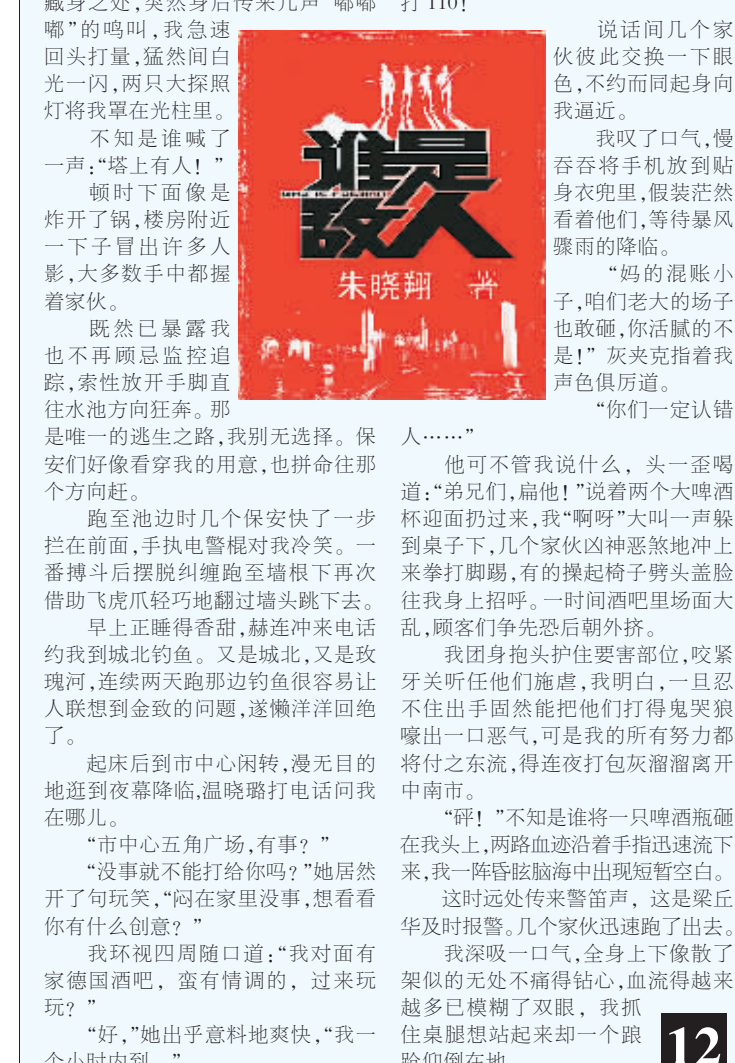 藏身之处,突然身后传来几声“嘟嘟
嘟”的鸣叫,我急速
回头打量,猛然间白
光一闪,两只大探照
灯将我罩在光柱里。
不知是谁喊了
一声:“塔上有人！”
顿时下面像是
炸开了锅,楼房附近
一下子冒出许多人
影,大多数手中都握
着家伙。
既然已暴露我
也不再顾忌监控追
踪,索性放开手脚直
往水池方向狂奔。那
是唯一的逃生之路,我别无选择。保
安们好像看穿我的用意,也拼命往那
个方向赶。
跑至池边时几个保安快了一步
拦在前面,手执电警棍对我冷笑。一
番搏斗后摆脱纠缠跑至墙根下再次
借助飞虎爪轻巧地翻过墙头跳下去。
早上正睡得香甜,赫连冲来电话
约我到城北钓鱼。又是城北,又是玫
瑰河,连续两天跑那边钓鱼很容易让
人联想到金致的问题,遂懒洋洋回绝
了。
起床后到市中心闲转,漫无目的
地逛到夜幕降临,温晓璐打电话问我
在哪儿。
“市中心五角广场,有事？”
“没事就不能打给你吗?”她居然
开了句玩笑,“闷在家里没事,想看看
你有什么创意？”
我环视四周随口道:“我对面有
家德国酒吧，蛮有情调的，过来玩
玩？”
“好,”她出乎意料地爽快,“我一
个小时内到。”
谁是
敌人
朱晓翔 著
打110！
说话间几个家
伙彼此交换一下眼
色,不约而同起身向
我逼近。
我叹了口气,慢
吞吞将手机放到贴
身衣兜里,假装茫然
看着他们,等待暴风
骤雨的降临。
“妈的混账小
子,咱们老大的场子
也敢砸,你活腻的不
是!”灰夹克指着我
声色俱厉道。
“你们一定认错
人……”
他可不管我说什么，头一歪喝
道:“弟兄们,扁他！”说着两个大啤酒
杯迎面扔过来,我“啊呀”大叫一声躲
到桌子下,几个家伙凶神恶煞地冲上
来拳打脚踢,有的操起椅子劈头盖脸
往我身上招呼。一时间酒吧里场面大
乱,顾客们争先恐后朝外挤。
我团身抱头护住要害部位,咬紧
牙关听任他们施虐,我明白,一旦忍
不住出手固然能把他们打得鬼哭狼
嚎出一口恶气,可是我的所有努力都
将付之东流,得连夜打包灰溜溜离开
中南市。
“砰！”不知是谁将一只啤酒瓶砸
在我头上,两路血迹沿着手指迅速流下
来,我一阵昏眩脑海中出现短暂空白。
这时远处传来警笛声，这是梁丘
华及时报警。几个家伙迅速跑了出去。
我深吸一口气,全身上下像散了
架似的无处不痛得钻心,血流得越来
越多已模糊了双眼，我抓
住桌腿想站起来却一个踉
跄仰倒在地。
12